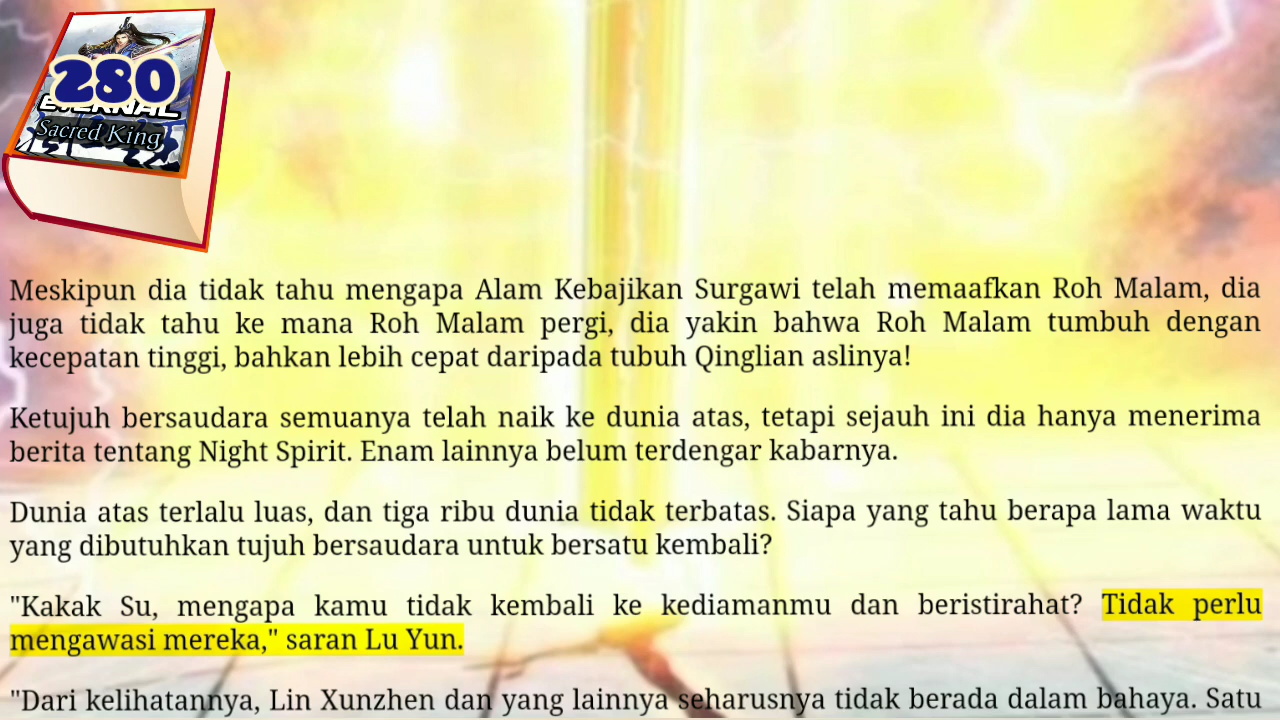 280
ETERNAL
Sacred King
Meskipun dia tidak tahu mengapa Alam Kebajikan Surgawi telah memaafkan Roh Malam, dia
juga tidak tahu ke mana Roh Malam pergi, dia yakin bahwa Roh Malam tumbuh dengan
kecepatan tinggi, bahkan lebih cepat daripada tubuh Qinglian aslinya!
Ketujuh bersaudara semuanya telah naik ke dunia atas, tetapi sejauh ini dia hanya menerima
berita tentang Night Spirit. Enam lainnya belum terdengar kabarnya.
Dunia atas terlalu luas, dan tiga ribu dunia tidak terbatas. Siapa yang tahu berapa lama waktu
yang dibutuhkan tujuh bersaudara untuk bersatu kembali?
"Kakak Su, mengapa kamu tidak kembali ke kediamanmu dan beristirahat? Tidak perlu
mengawasi mereka," saran Lu Yun.
"Dari kelihatannya, Lin Xunzhen dan yang lainnya seharusnya tidak berada dalam bahaya. Satu